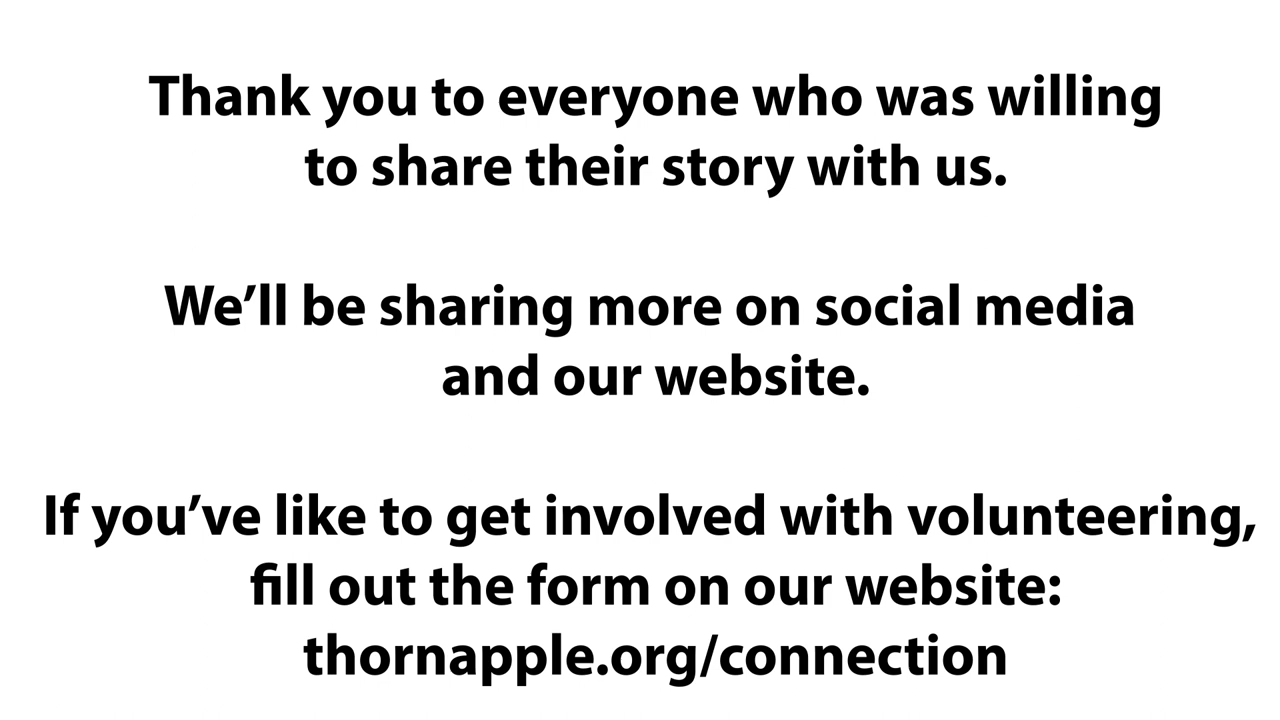 Thank you to everyone who was willing
to share their story with us.
We’ll be sharing more on social media
and our website.
If you’ve like to get involved with volunteering,
fill out the form on our website:
thornapple.org/connection